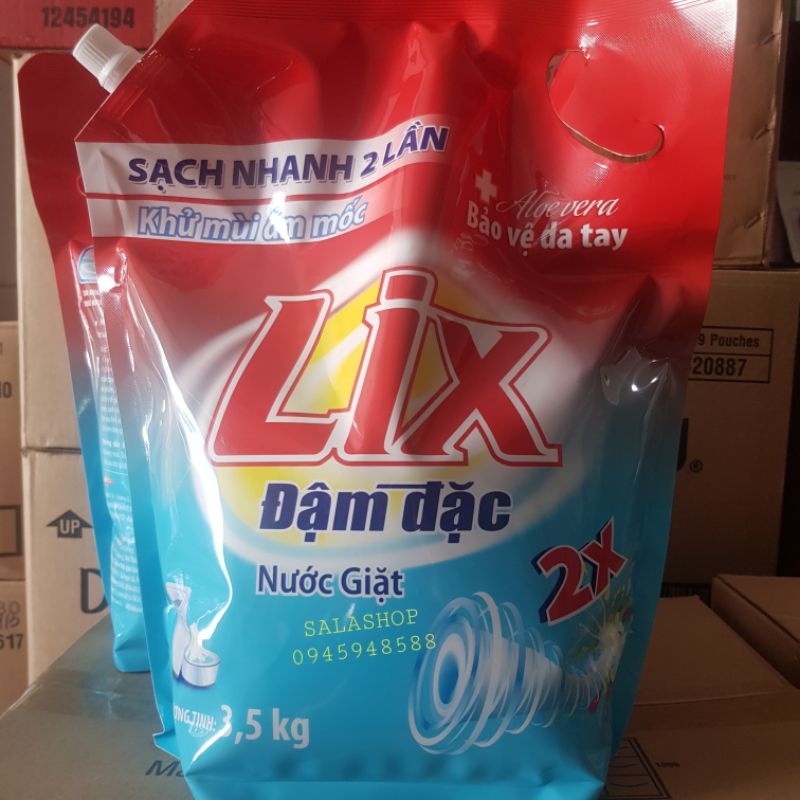 12454194
SẠCH NHANH 2 LẦN
Khử mùi ẩm mốc
Aloe vera
Bảo vệ da tay
9 Pouches
20887
Lix
Đậm đặc
UP
2X
Nước Giặt
SALASHOP
0945948588
TỊNH: 3,5 kg